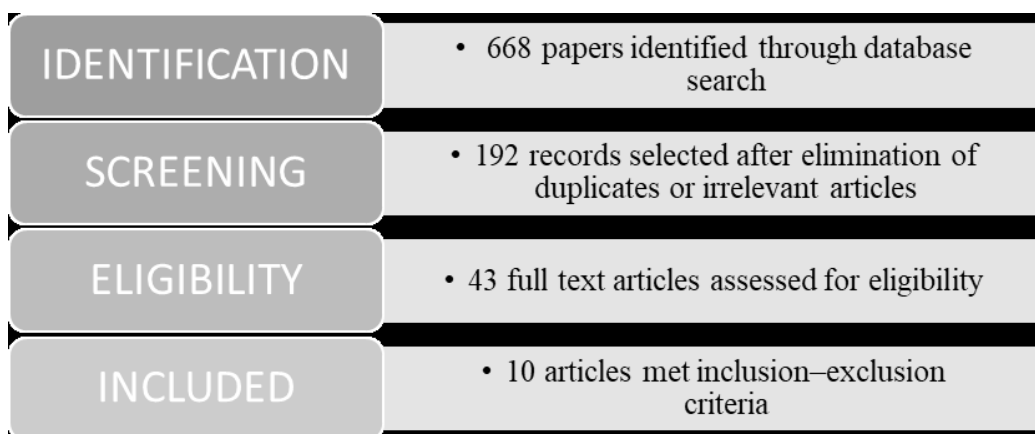 IDENTIFICATION
• 668 papers identified through database
search
SCREENING
• 192 records selected after elimination of
duplicates or irrelevant articles
ELIGIBILITY
• 43 full text articles assessed for eligibility
INCLUDED
• 10 articles met inclusion–exclusion
criteria